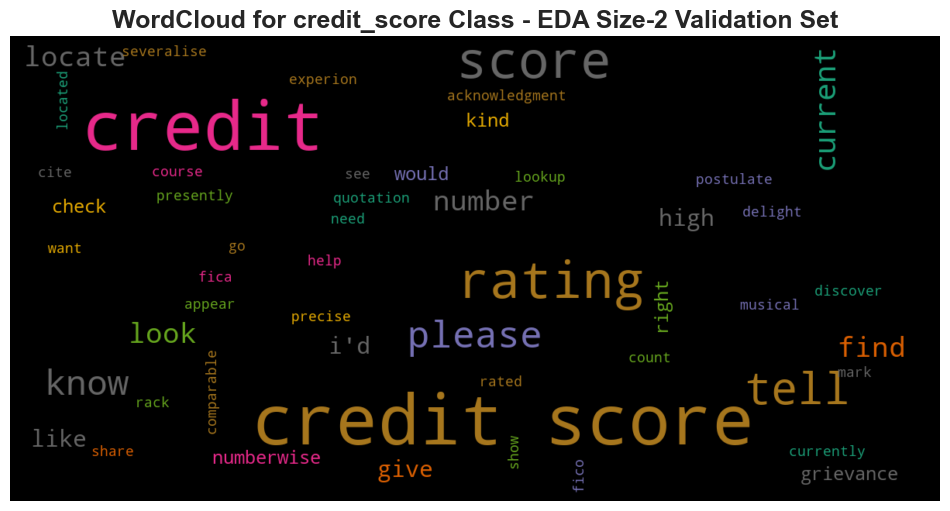 WordCloud for credit_score Class - EDA Size-2 Validation Set
locate
severalise
score
current
located
experion
acknowledgment
kind
credit
cite
course
see
would
lookup
postulate
check
presently
quotation
number
need
high
delight
want
go
help
fica
rating
right
discover
appear
musical
precise
look
i'd
please
count
find
mark
know
rack
comparable
rated
tell
credit score
like
share
numberwise
give
show
fico
currently
grievance